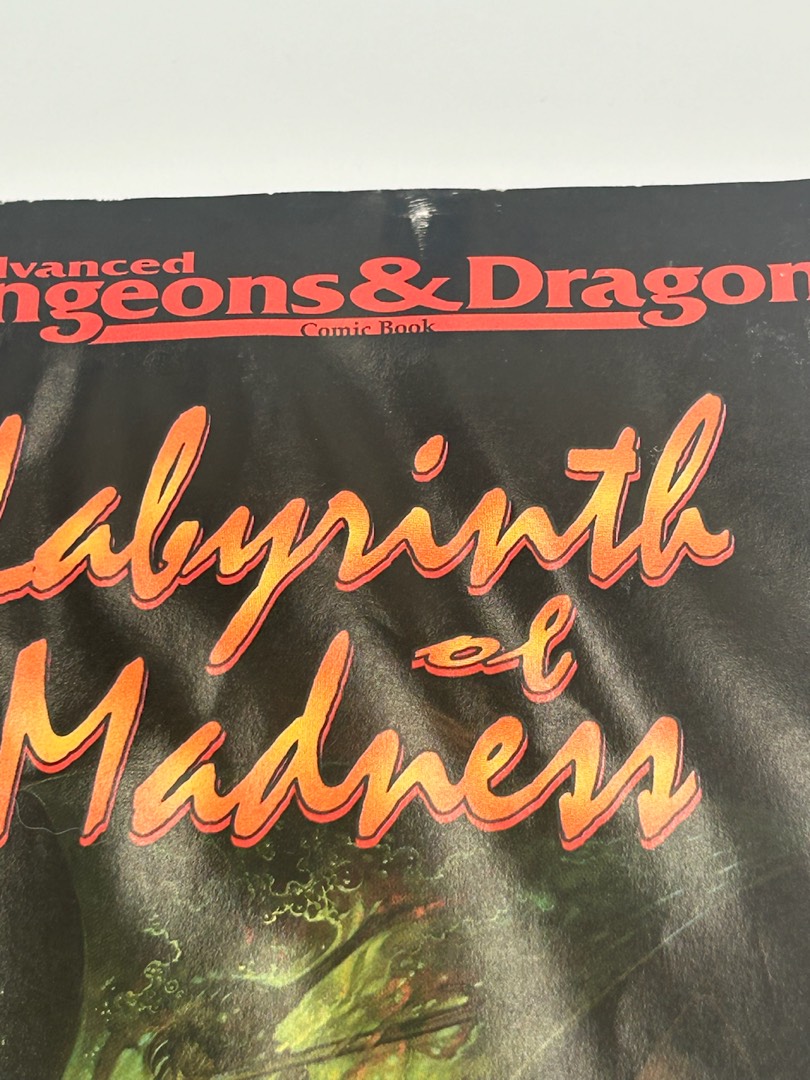 dvanced
ngeons & Dragon
Comic Book
Labyrinth
of
Madness